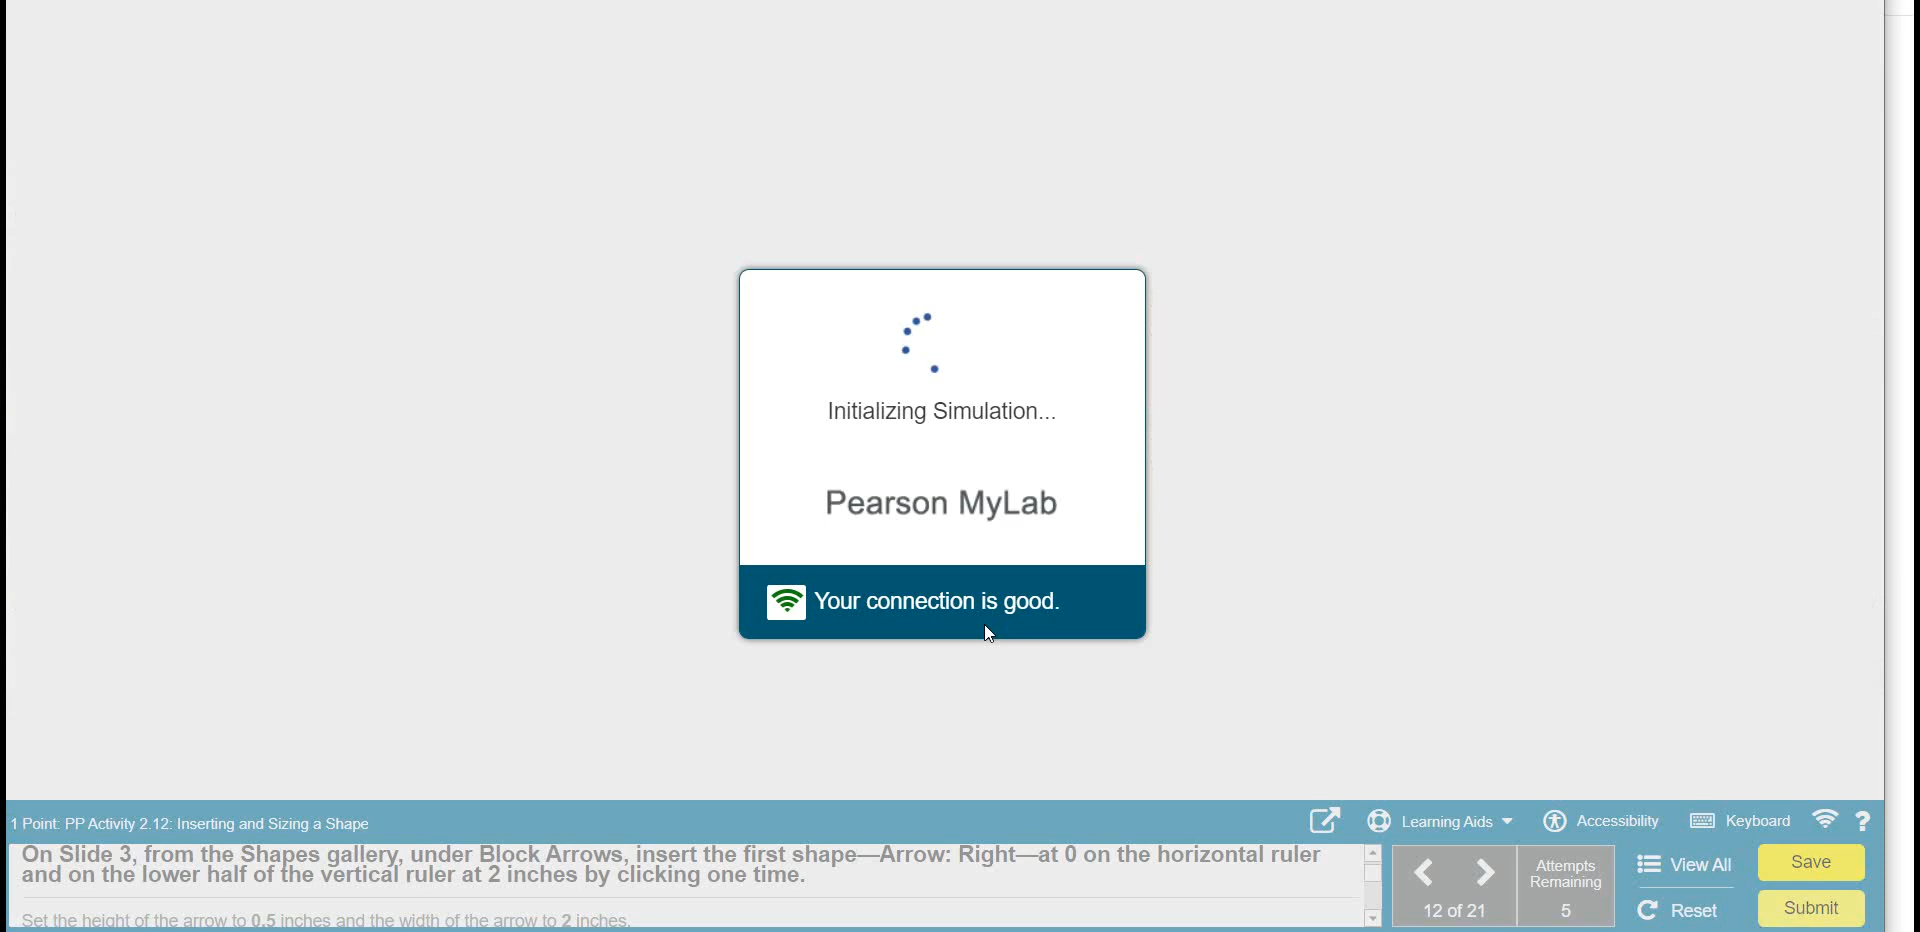 Initializing Simulation...
Pearson MyLab
Your connection is good.
1 Point: PP Activity 2.12: Inserting and Sizing a Shape
Learning Aids
Accessibility
Keyboard
?
On Slide 3, from the Shapes gallery, under Block Arrows, insert the first shape—Arrow: Right—at 0 on the horizontal ruler
and on the lower half of the vertical ruler at 2 inches by clicking one time.
Set the height of the arrow to 0.5 inches and the width of the arrow to 2 inches.
12 of 21
Attempts
Remaining
5
View All
Reset
Save
Submit